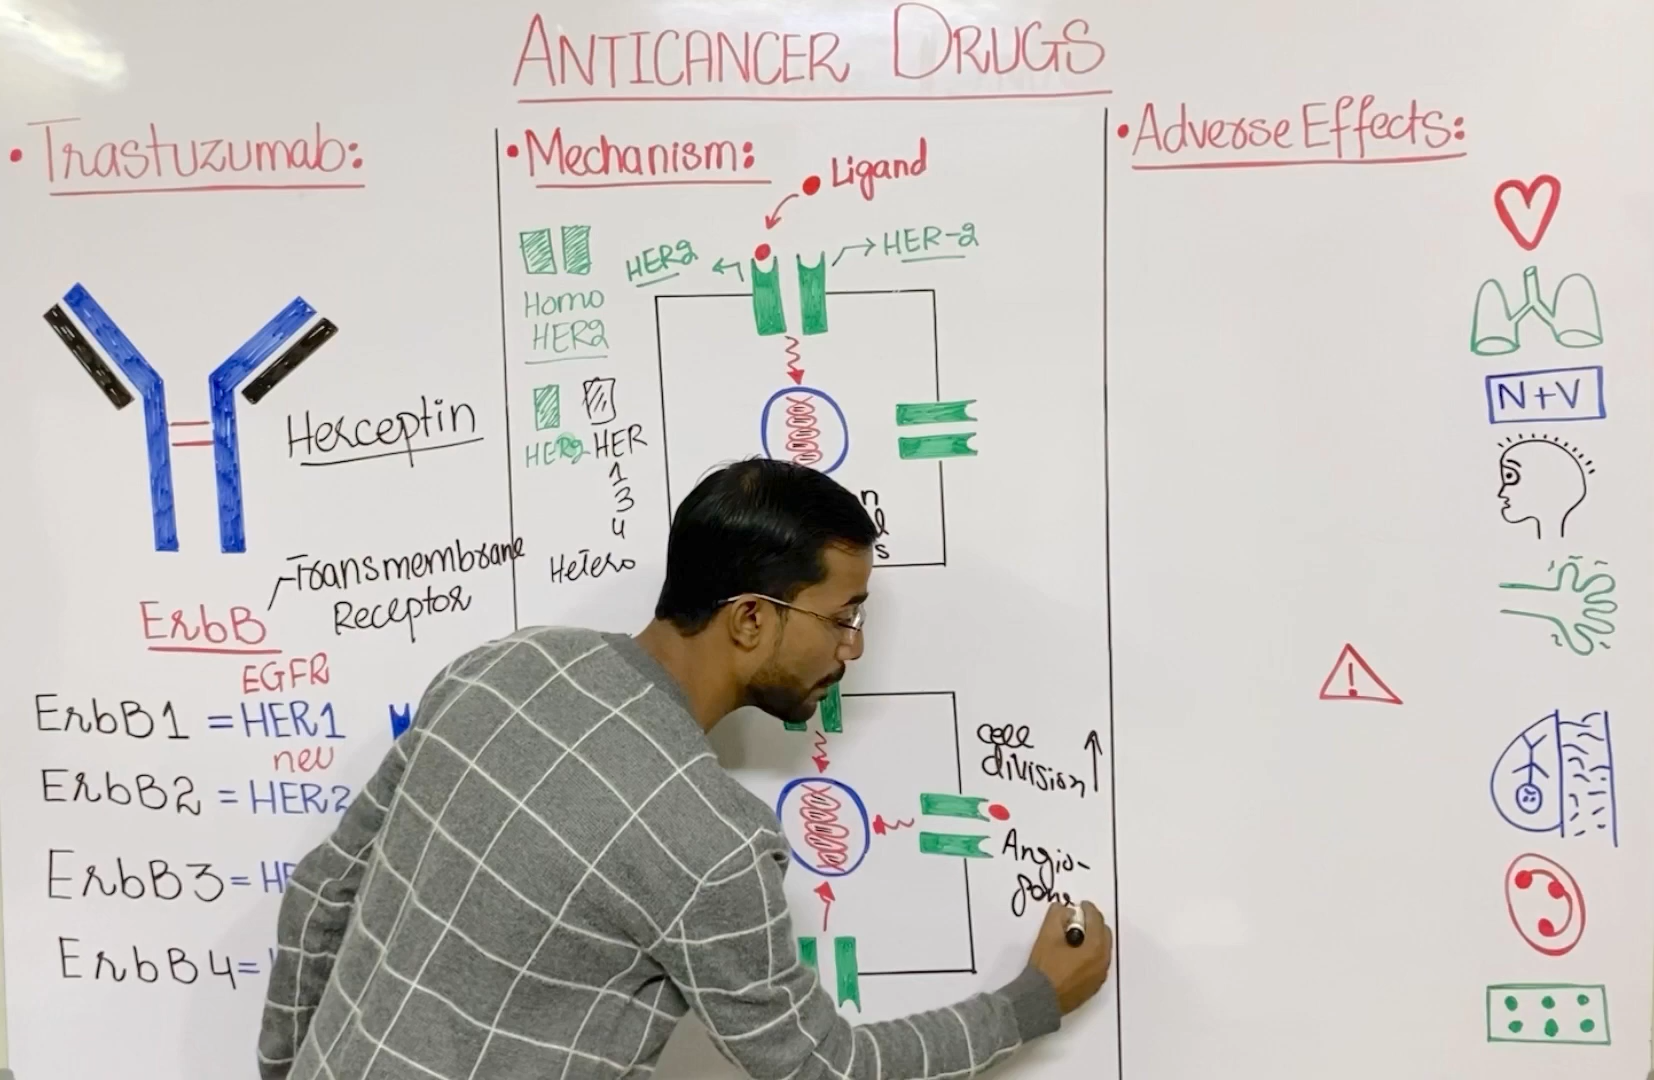 ANTICANCER DRUGS
• Trastuzumab:
Herceptin
Transmembrane
Receptor
ErbB
EGFR
ErbB1 = HER1
neu
ErbB2 = HER2
ErbB3 =
ErbB4 =
• Mechanism:
Ligand
HER2
HER-2
Homo
HER2
HER2 HER
1
3
4
Hetero
cell
division ↑
Angio-
• Adverse Effects:
N+V
!